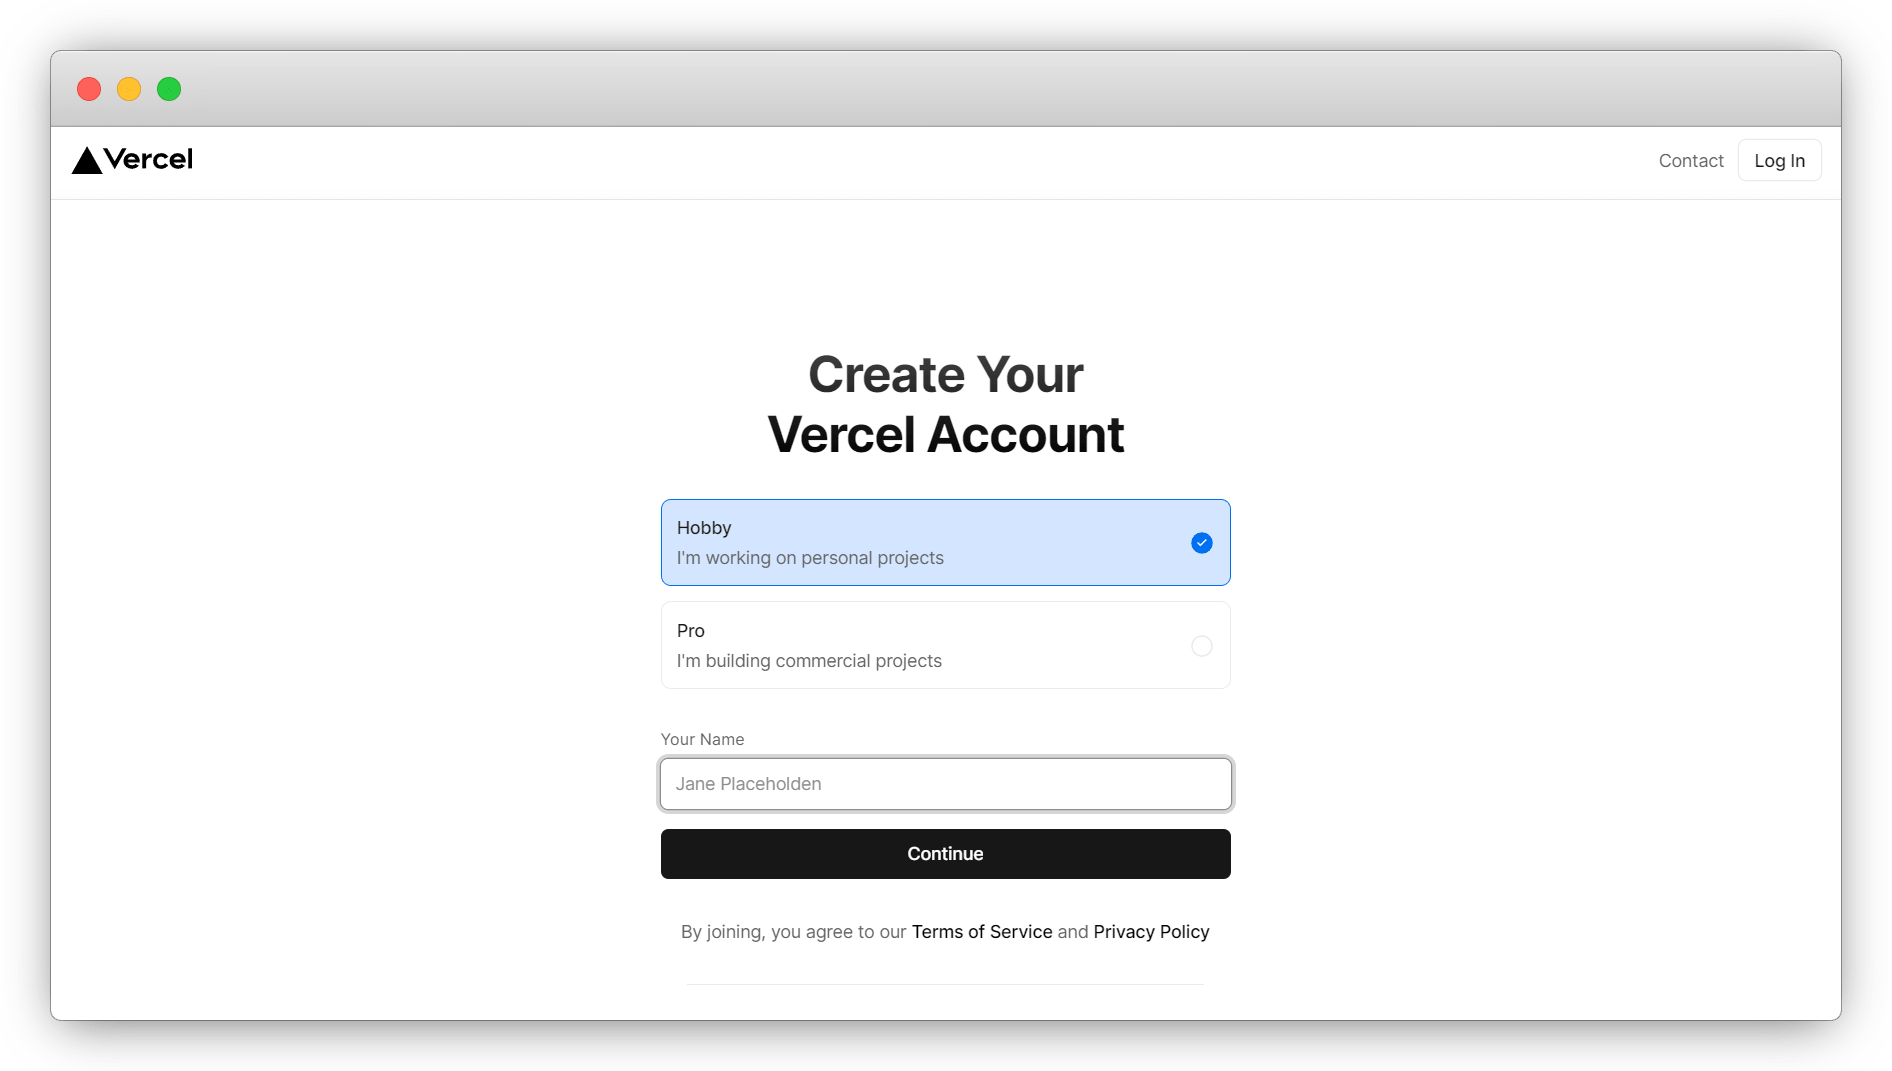 Vercel
Contact
Log In
Create Your
Vercel Account
Hobby
I'm working on personal projects
Pro
I'm building commercial projects
Your Name
Jane Placeholden
Continue
By joining, you agree to our Terms of Service and Privacy Policy